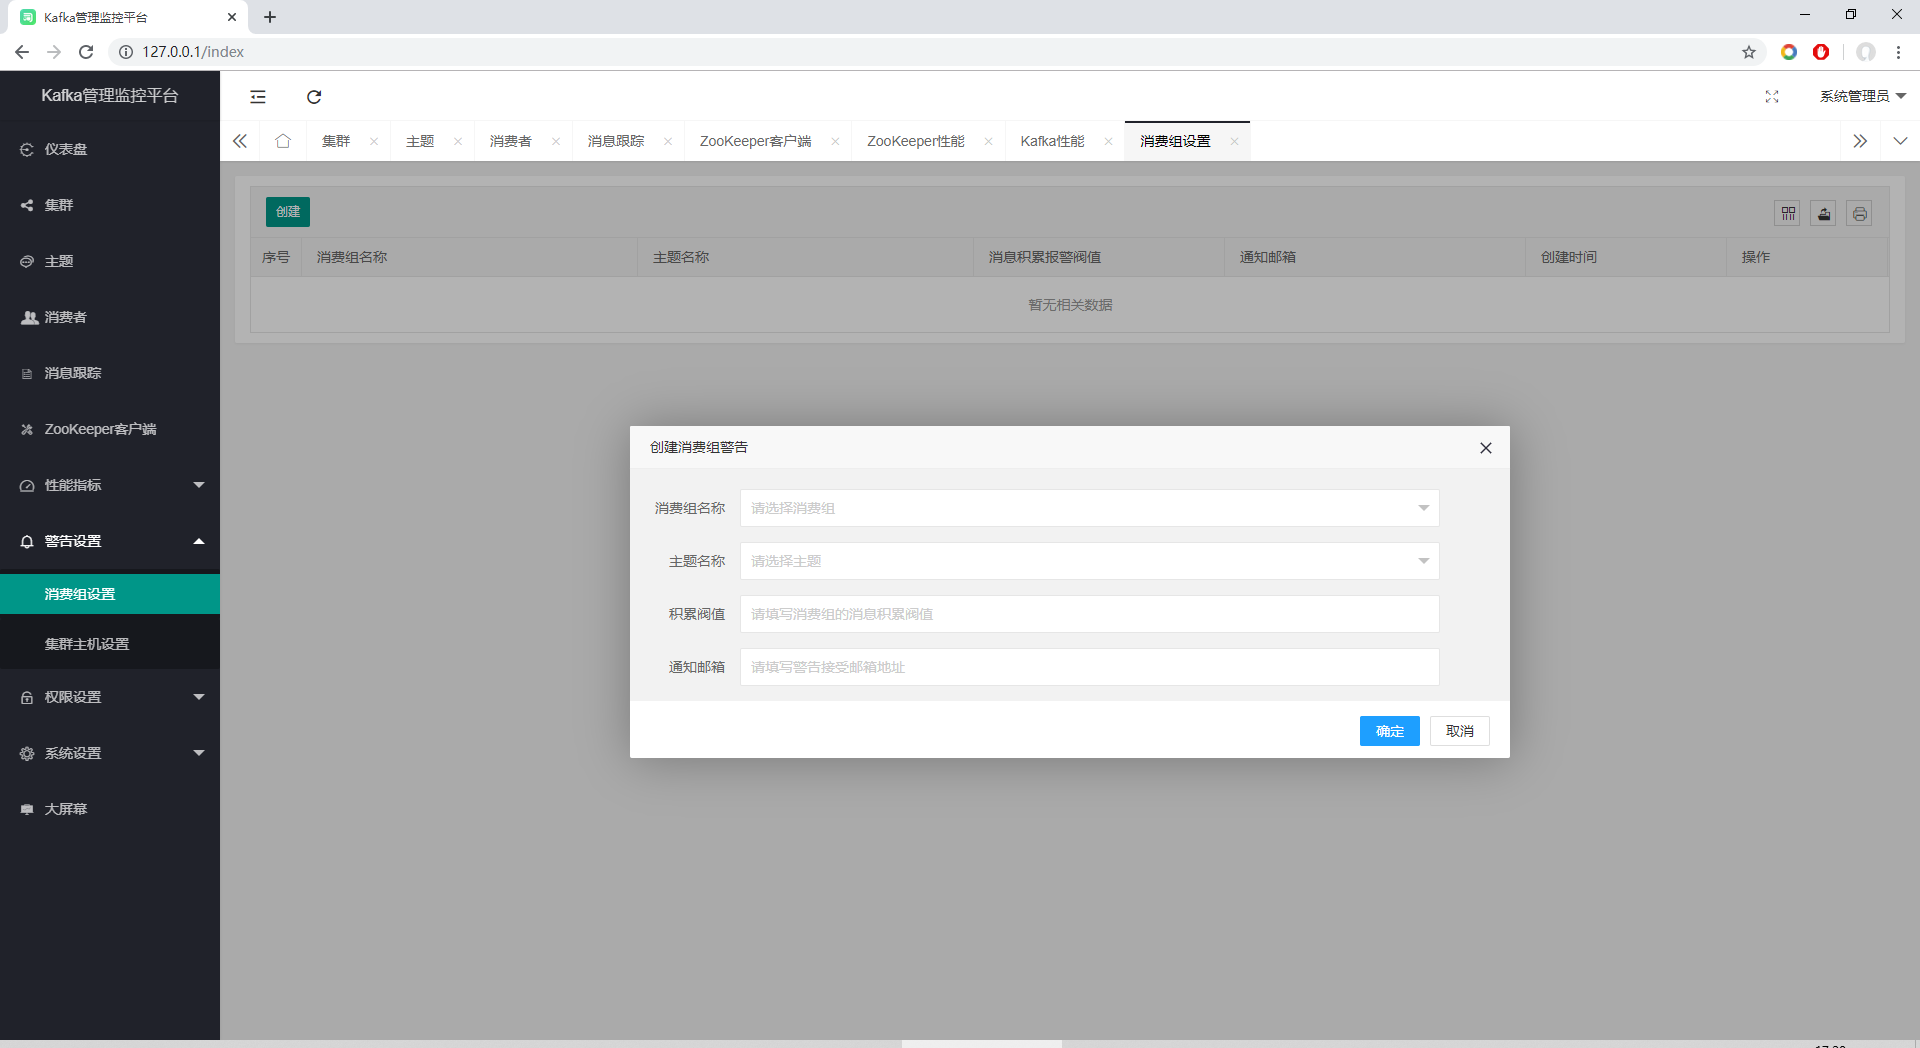 Kafka管理监控平台
127.0.0.1/index
Kafka管理监控平台
系统管理员
集群
主题
消费者
消息跟踪
ZooKeeper客户端
ZooKeeper性能
Kafka性能
消费组设置
仪表盘
集群
主题
消费者
消息跟踪
ZooKeeper客户端
性能指标
警告设置
消费组设置
集群主机设置
权限设置
系统设置
大屏幕
创建
序号
消费组名称
主题名称
消息积累报警阀值
通知邮箱
创建时间
操作
暂无相关数据
创建消费组警告
消费组名称
请选择消费组
主题名称
请选择主题
积累阀值
请填写消费组的消息积累阀值
通知邮箱
请填写警告接受邮箱地址
确定
取消